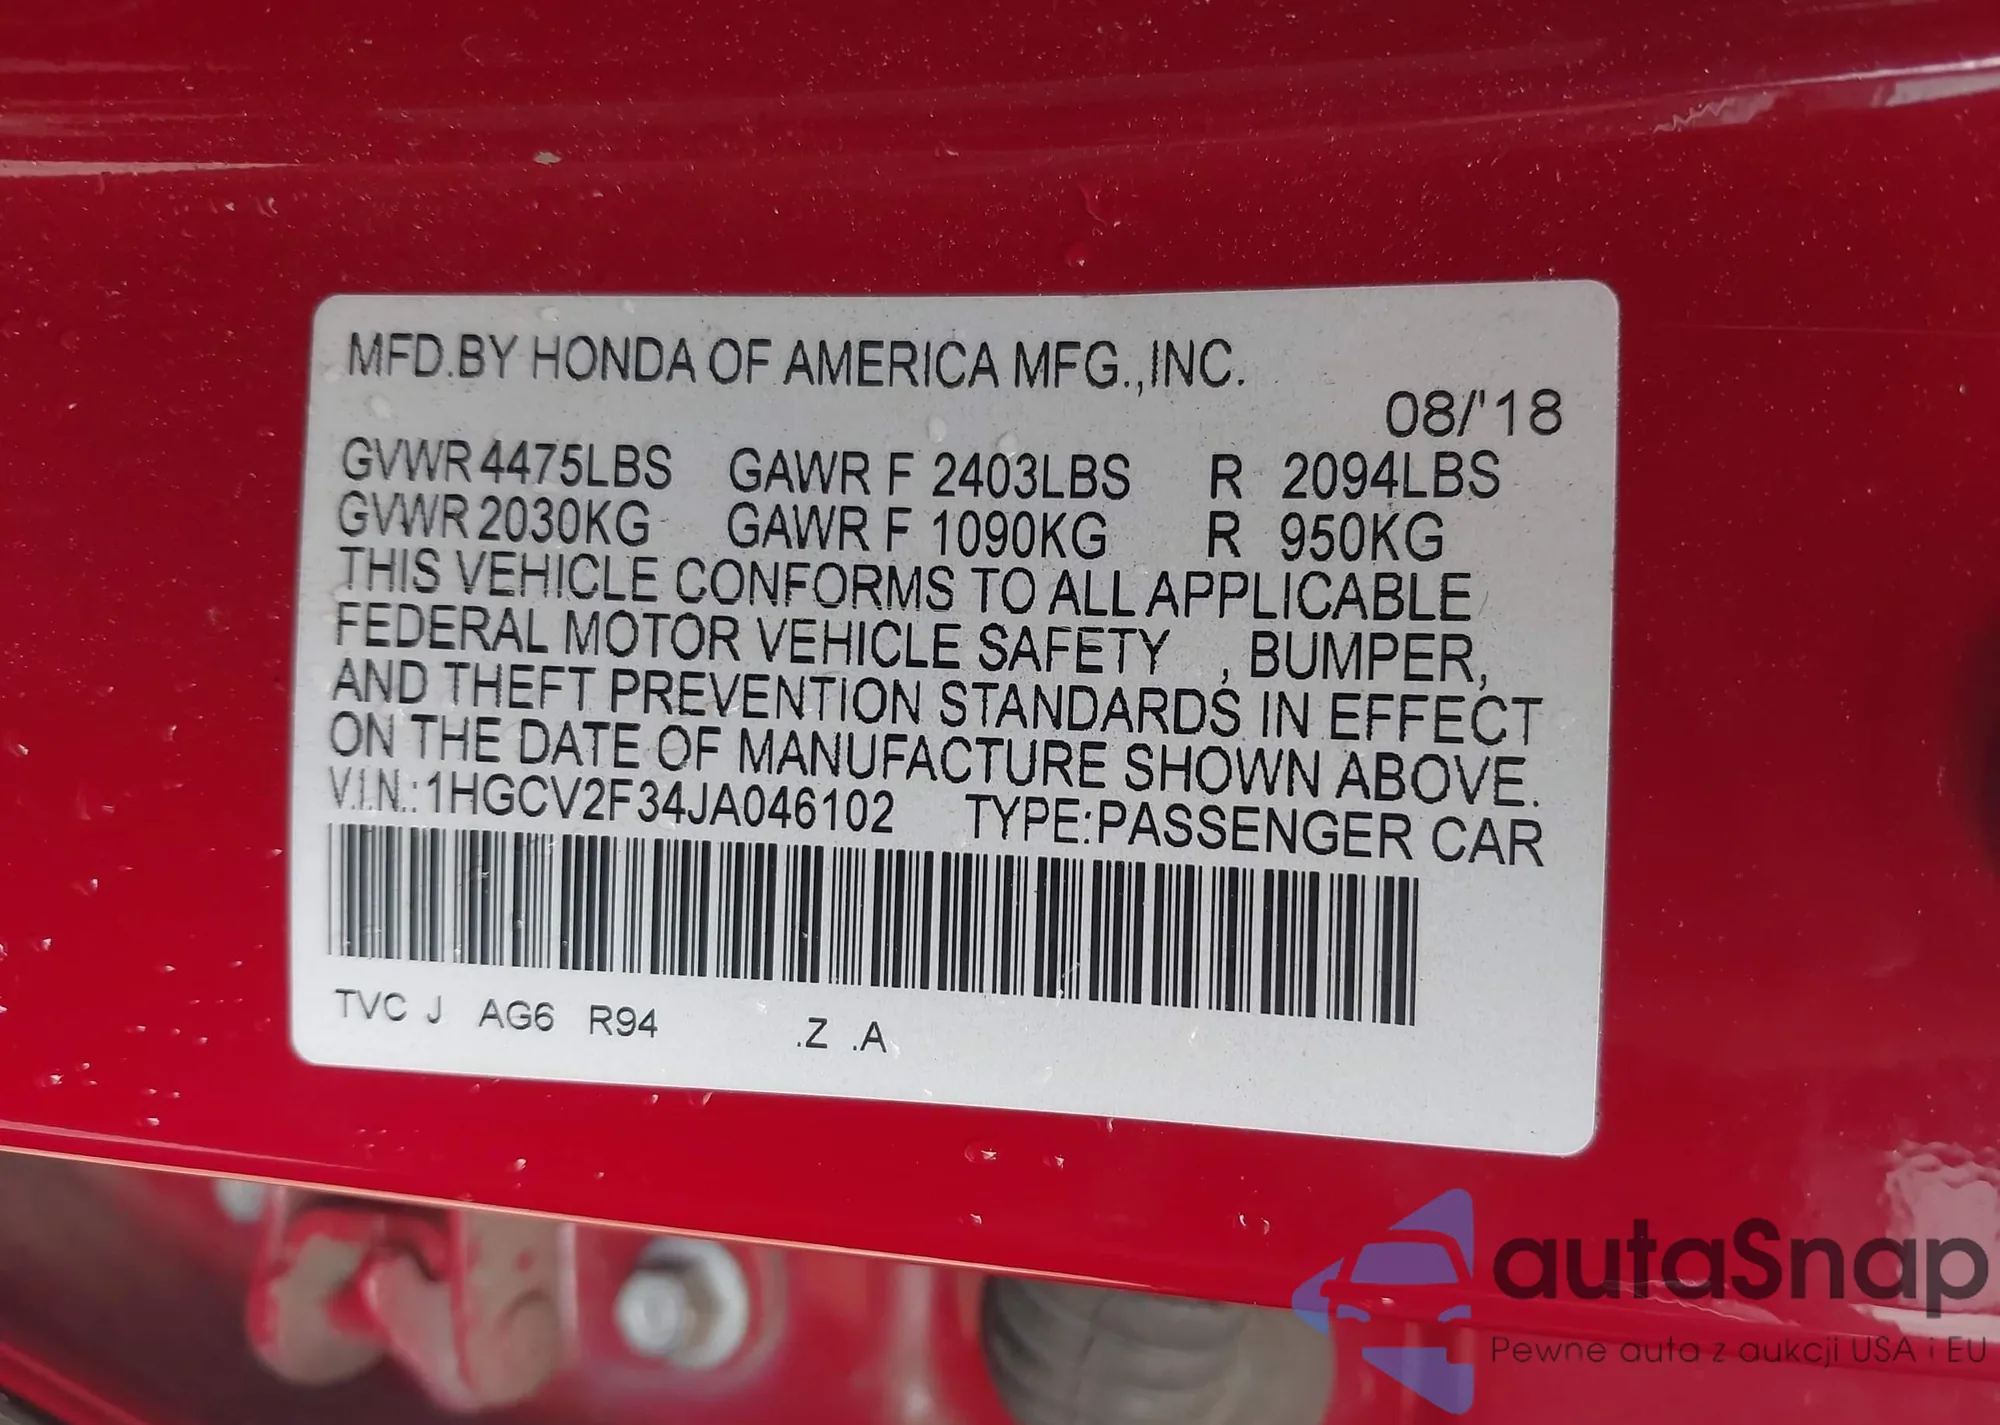 MFD.BY HONDA OF AMERICA MFG.,INC.
08/'18
GVWR 4475LBS GAWR F 2403LBS R 2094LBS
GVWR 2030KG GAWR F 1090KG R 950KG
THIS VEHICLE CONFORMS TO ALL APPLICABLE
FEDERAL MOTOR VEHICLE SAFETY , BUMPER,
AND THEFT PREVENTION STANDARDS IN EFFECT
ON THE DATE OF MANUFACTURE SHOWN ABOVE.
V.I.N.:1HGCV2F34JA046102 TYPE:PASSENGER CAR
TVC J AG6 R94 .Z .A
autaSnap
Pewne auta z aukcji USA i EU